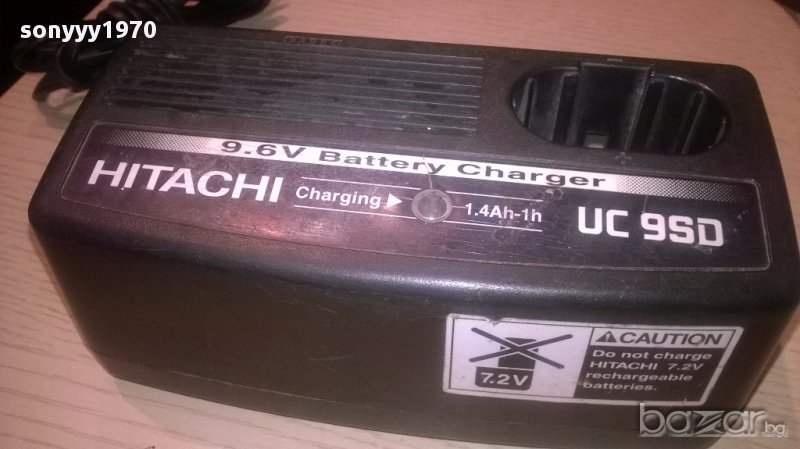 sonyyy1970
9.6V Battery Charger
HITACHI
Charging ▶ 1.4Ah-1h
UC 9SD
7.2V
⚠CAUTION
Do not charge
HITACHI 7.2V
rechargeable
batteries.
bazar.bg